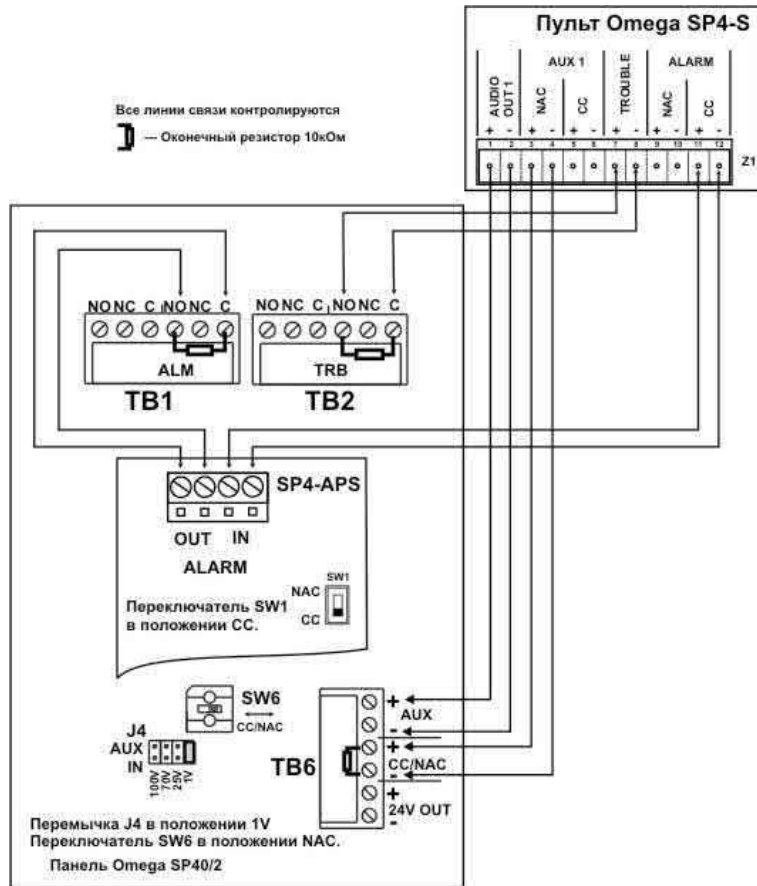 Пульт Omega SP4-S
AUDIO OUT 1
AUX 1
NAC
CC
TROUBLE
ALARM
NAC
CC
+ - + - + - + - + - + -
1 2 3 4 5 6 7 8 9 10 11 12
Z1
Все линии связи контролируются
— Оконечный резистор 10кОм
NO NC C NO NC C
ALM
TB1
NO NC C NO NC C
TRB
TB2
SP4-APS
OUT IN
ALARM
SW1
NAC
CC
Переключатель SW1
в положении CC.
SW6
CC/NAC
J4
AUX
IN
100V
70V
25V
1V
TB6
+
AUX
-
+
CC/NAC
-
+
24V OUT
-
Перемычка J4 в положении 1V
Переключатель SW6 в положении NAC.
Панель Omega SP40/2